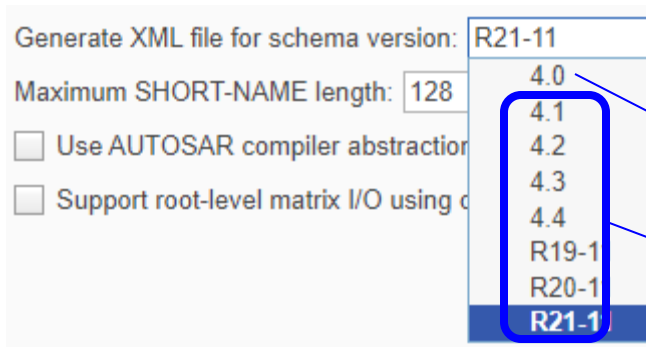 Generate XML file for schema version: R21-11
Maximum SHORT-NAME length: 128
Use AUTOSAR compiler abstraction
Support root-level matrix I/O using
4.0
4.1
4.2
4.3
4.4
R19-1
R20-1
R21-11